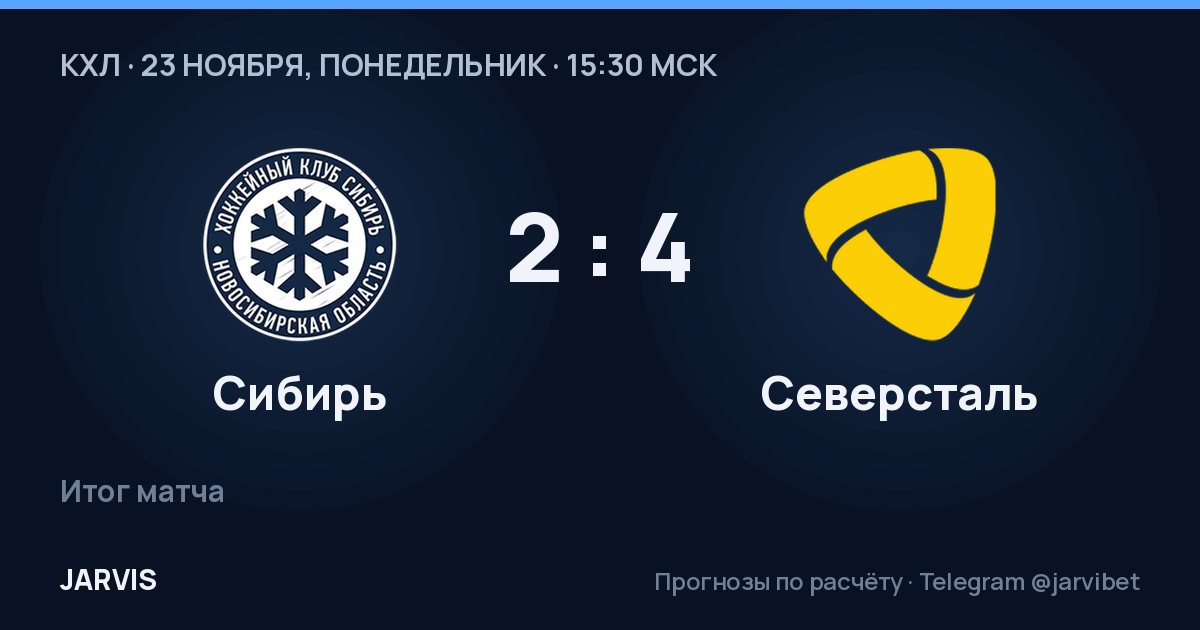 КХЛ · 23 НОЯБРЯ, ПОНЕДЕЛЬНИК · 15:30 МСК
ХОККЕЙНЫЙ КЛУБ СИБИРЬ
• НОВОСИБИРСКАЯ ОБЛАСТЬ •
2 : 4
Сибирь
Северсталь
Итог матча
JARVIS
Прогнозы по расчёту · Telegram @jarvibet